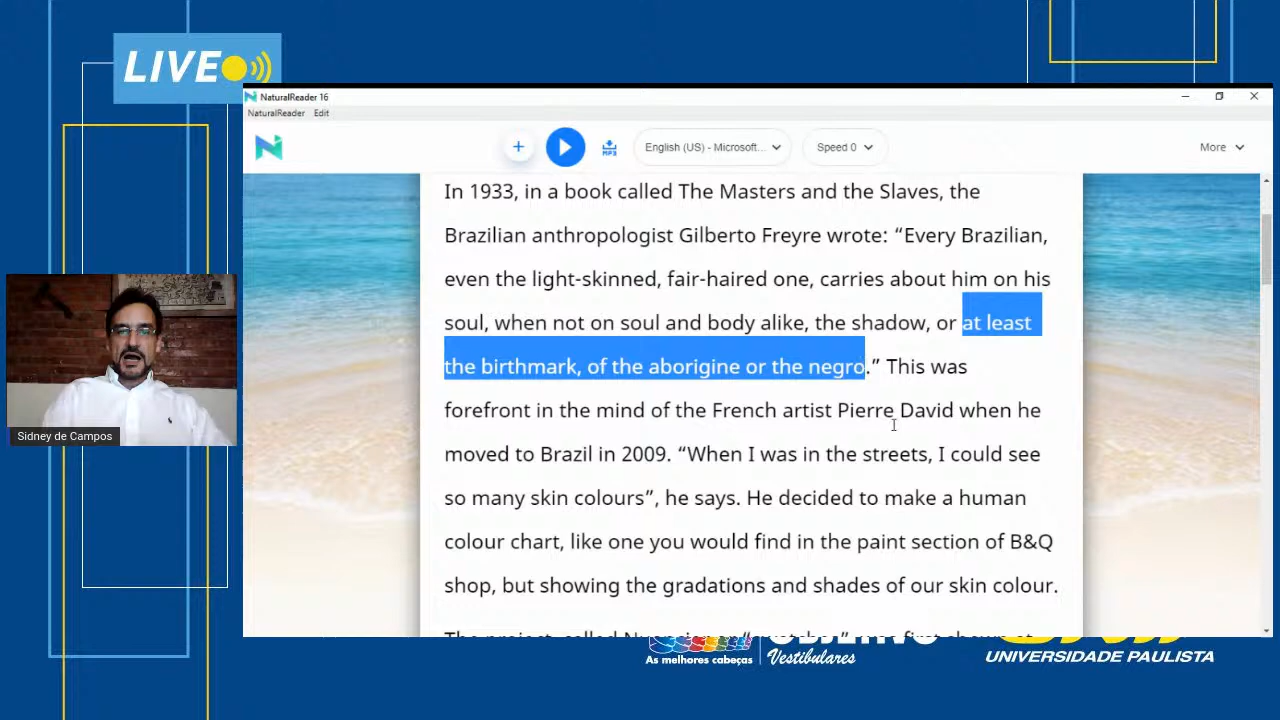 LIVE
NaturalReader 16
NaturalReader Edit
MP3
English (US) - Microsoft...
Speed 0
More
In 1933, in a book called The Masters and the Slaves, the
Brazilian anthropologist Gilberto Freyre wrote: “Every Brazilian,
even the light-skinned, fair-haired one, carries about him on his
soul, when not on soul and body alike, the shadow, or at least
the birthmark, of the aborigine or the negro.” This was
forefront in the mind of the French artist Pierre David when he
moved to Brazil in 2009. “When I was in the streets, I could see
so many skin colours”, he says. He decided to make a human
colour chart, like one you would find in the paint section of B&Q
shop, but showing the gradations and shades of our skin colour.
Sidney de Campos
As melhores cabeças
Vestibulares
UNIVERSIDADE PAULISTA